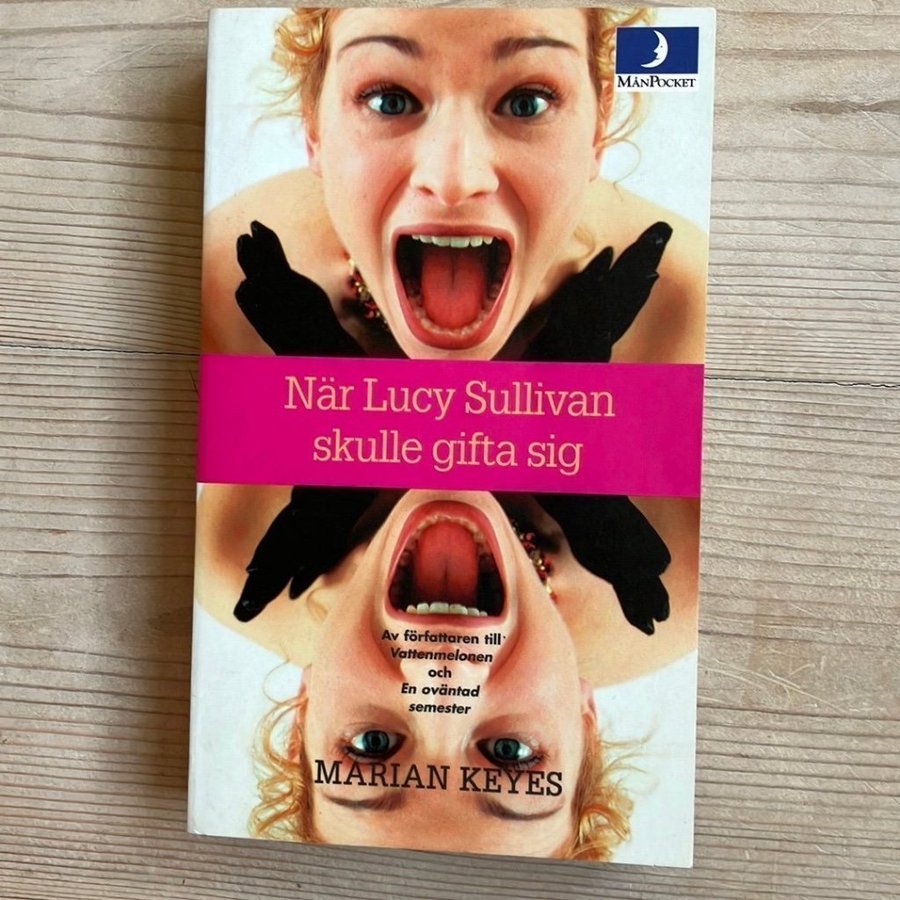 MÅNPOCKET
När Lucy Sullivan
skulle gifta sig
Av författaren till
Vattenmelonen
och
En oväntad
semester
MARIAN KEYES